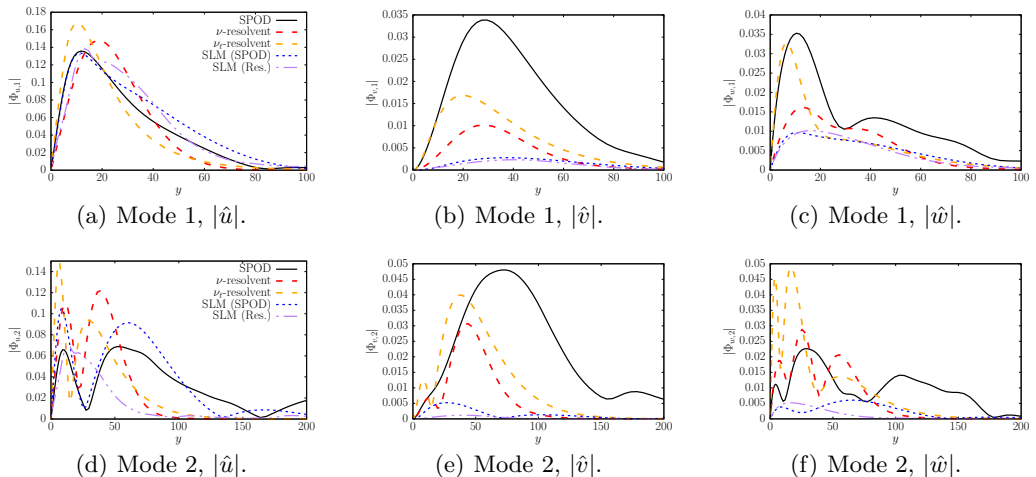 SPOD
ν-resolvent
νt-resolvent
SLM (SPOD)
SLM (Res.)
|Φu,1|
0.18
0.16
0.14
0.12
0.1
0.08
0.06
0.04
0.02
0
0 20 40 60 80 100
y
(a) Mode 1, |û|.
|Φv,1|
0.035
0.03
0.025
0.02
0.015
0.01
0.005
0
0 20 40 60 80 100
y
(b) Mode 1, |v̂|.
|Φw,1|
0.04
0.035
0.03
0.025
0.02
0.015
0.01
0.005
0
0 20 40 60 80 100
y
(c) Mode 1, |ŵ|.
SPOD
ν-resolvent
νt-resolvent
SLM (SPOD)
SLM (Res.)
|Φu,2|
0.14
0.12
0.1
0.08
0.06
0.04
0.02
0
0 50 100 150 200
y
(d) Mode 2, |û|.
|Φv,2|
0.05
0.045
0.04
0.035
0.03
0.025
0.02
0.015
0.01
0.005
0
0 50 100 150 200
y
(e) Mode 2, |v̂|.
|Φw,2|
0.05
0.045
0.04
0.035
0.03
0.025
0.02
0.015
0.01
0.005
0
0 50 100 150 200
y
(f) Mode 2, |ŵ|.